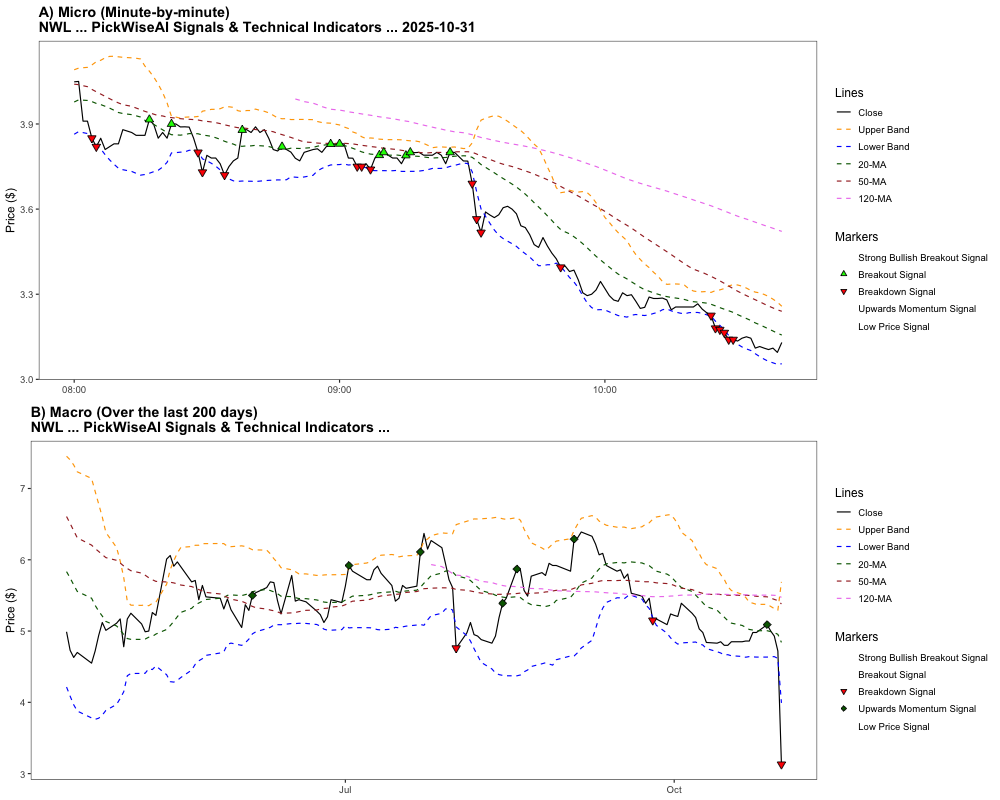 A) Micro (Minute-by-minute)
NWL ... PickWiseAI Signals & Technical Indicators ... 2025-10-31
Price ($)
3.9
3.6
3.3
3.0
08:00
09:00
10:00
Lines
Close
Upper Band
Lower Band
20-MA
50-MA
120-MA
Markers
Strong Bullish Breakout Signal
Breakout Signal
Breakdown Signal
Upwards Momentum Signal
Low Price Signal
B) Macro (Over the last 200 days)
NWL ... PickWiseAI Signals & Technical Indicators ...
Price ($)
7
6
5
4
3
Jul
Oct
Lines
Close
Upper Band
Lower Band
20-MA
50-MA
120-MA
Markers
Strong Bullish Breakout Signal
Breakout Signal
Breakdown Signal
Upwards Momentum Signal
Low Price Signal